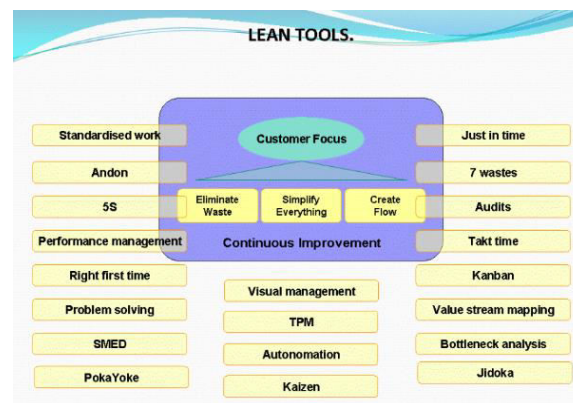 LEAN TOOLS.
Customer Focus
Eliminate
Waste
Simplify
Everything
Create
Flow
Continuous Improvement
Standardised work
Andon
5S
Performance management
Right first time
Problem solving
SMED
PokaYoke
Visual management
TPM
Autonomation
Kaizen
Just in time
7 wastes
Audits
Takt time
Kanban
Value stream mapping
Bottleneck analysis
Jidoka